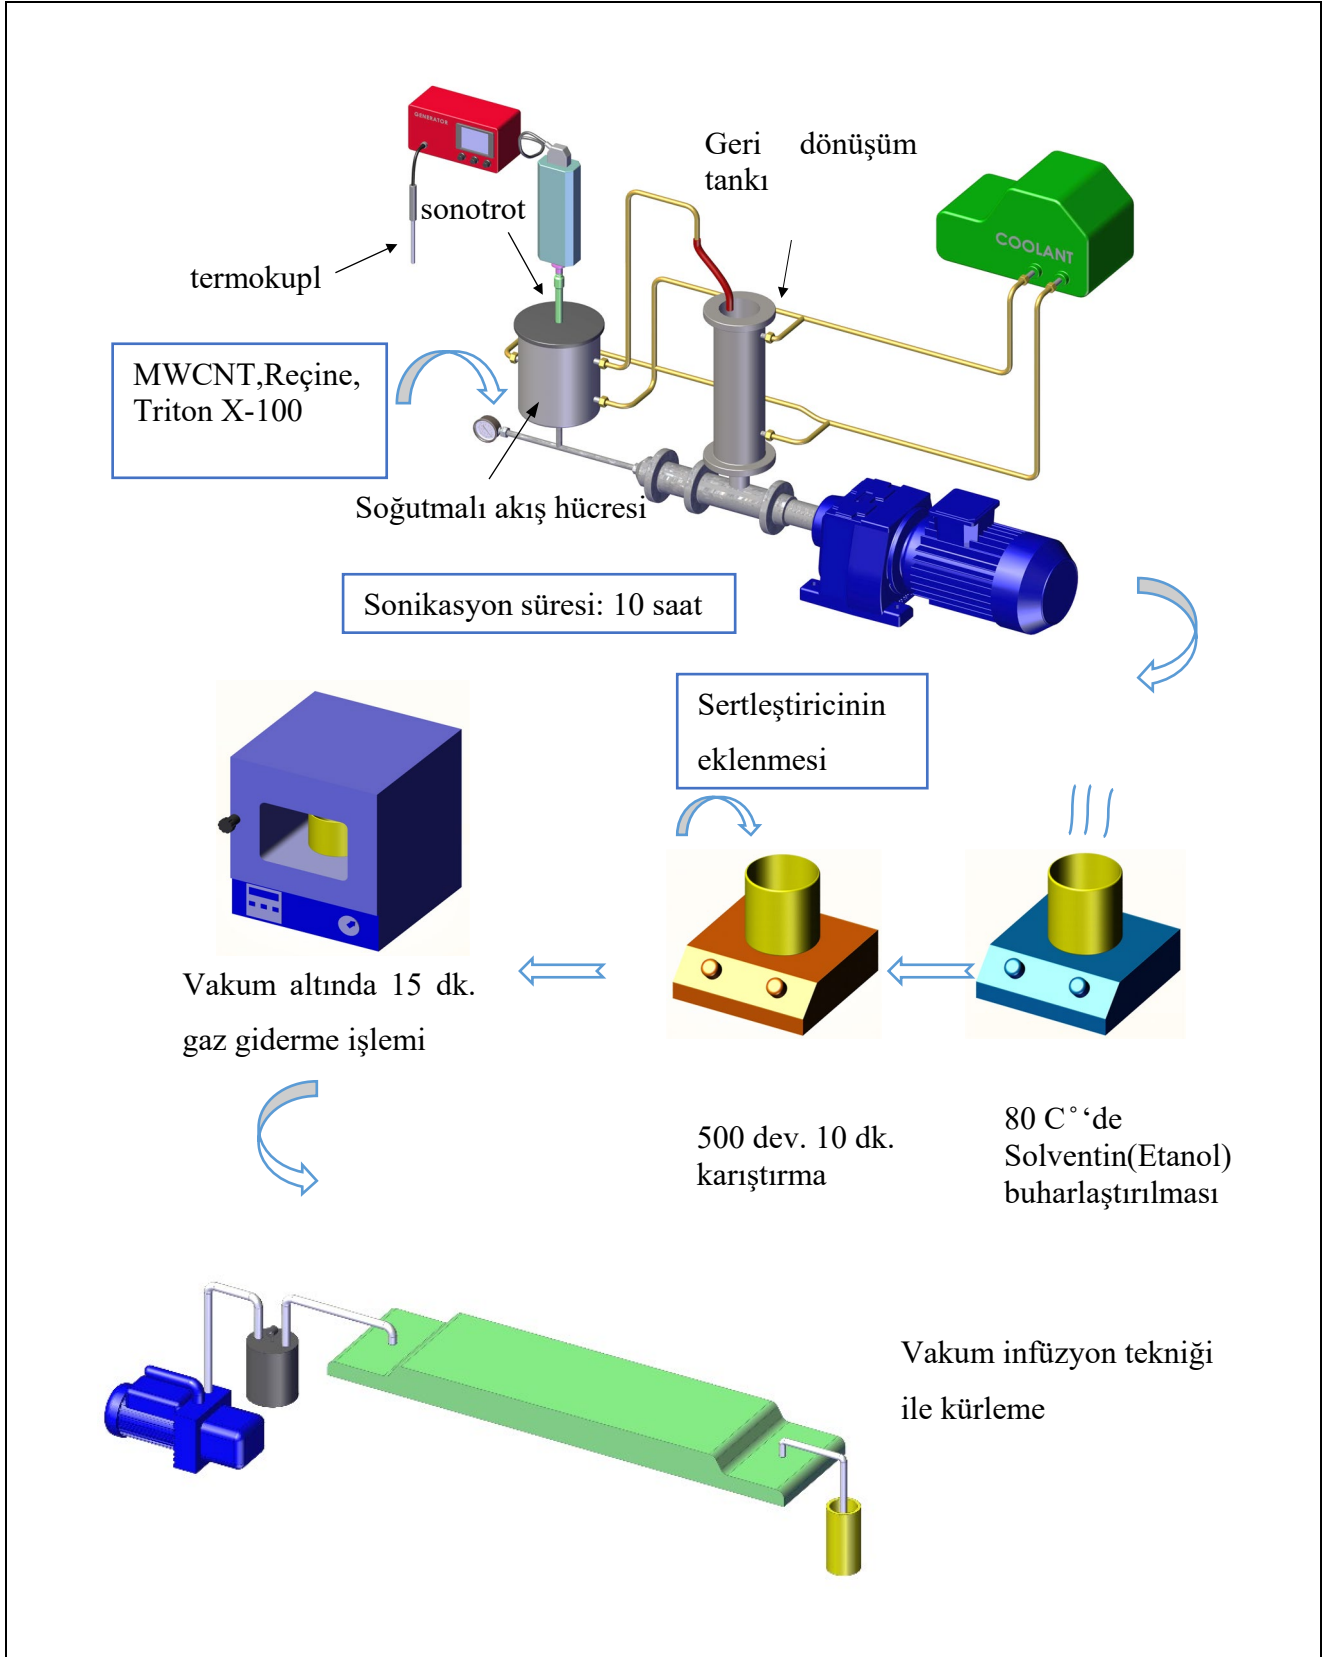 GENERATOR
Geri dönüşüm
tankı
sonotrot
COOLANT
termokupl
MWCNT,Reçine,
Triton X-100
Soğutmalı akış hücresi
Sonikasyon süresi: 10 saat
Sertleştiricinin
eklenmesi
Vakum altında 15 dk.
gaz giderme işlemi
500 dev. 10 dk.
karıştırma
80 C˚‘de
Solventin(Etanol)
buharlaştırılması
Vakum infüzyon tekniği
ile kürleme